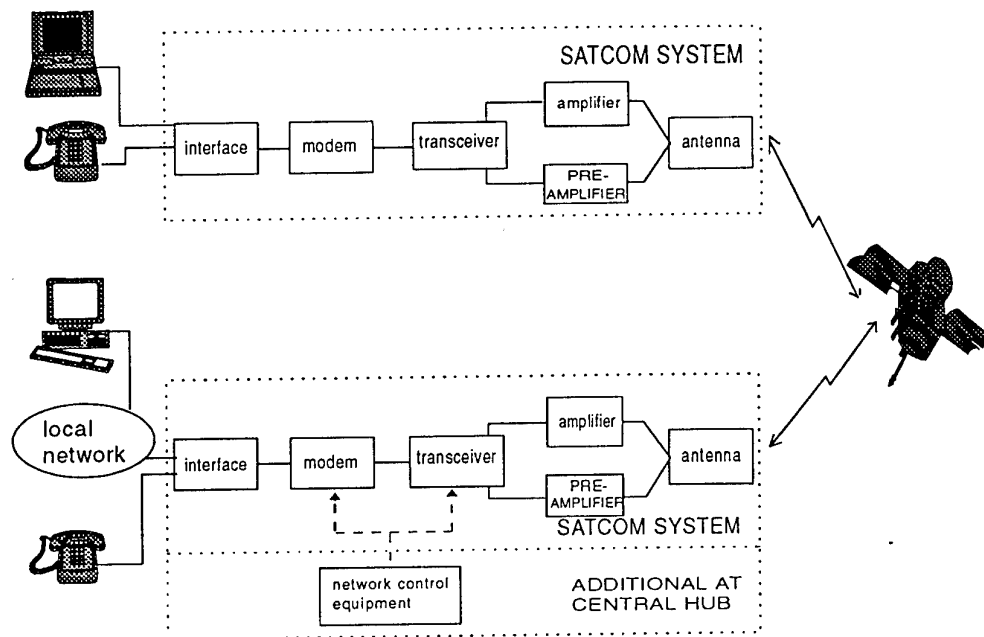 SATCOM SYSTEM
amplifier
interface
modem
transceiver
antenna
PRE-
AMPLIFIER
local
network
amplifier
interface
modem
transceiver
antenna
PRE-
AMPLIFIER
SATCOM SYSTEM
network control
equipment
ADDITIONAL AT
CENTRAL HUB